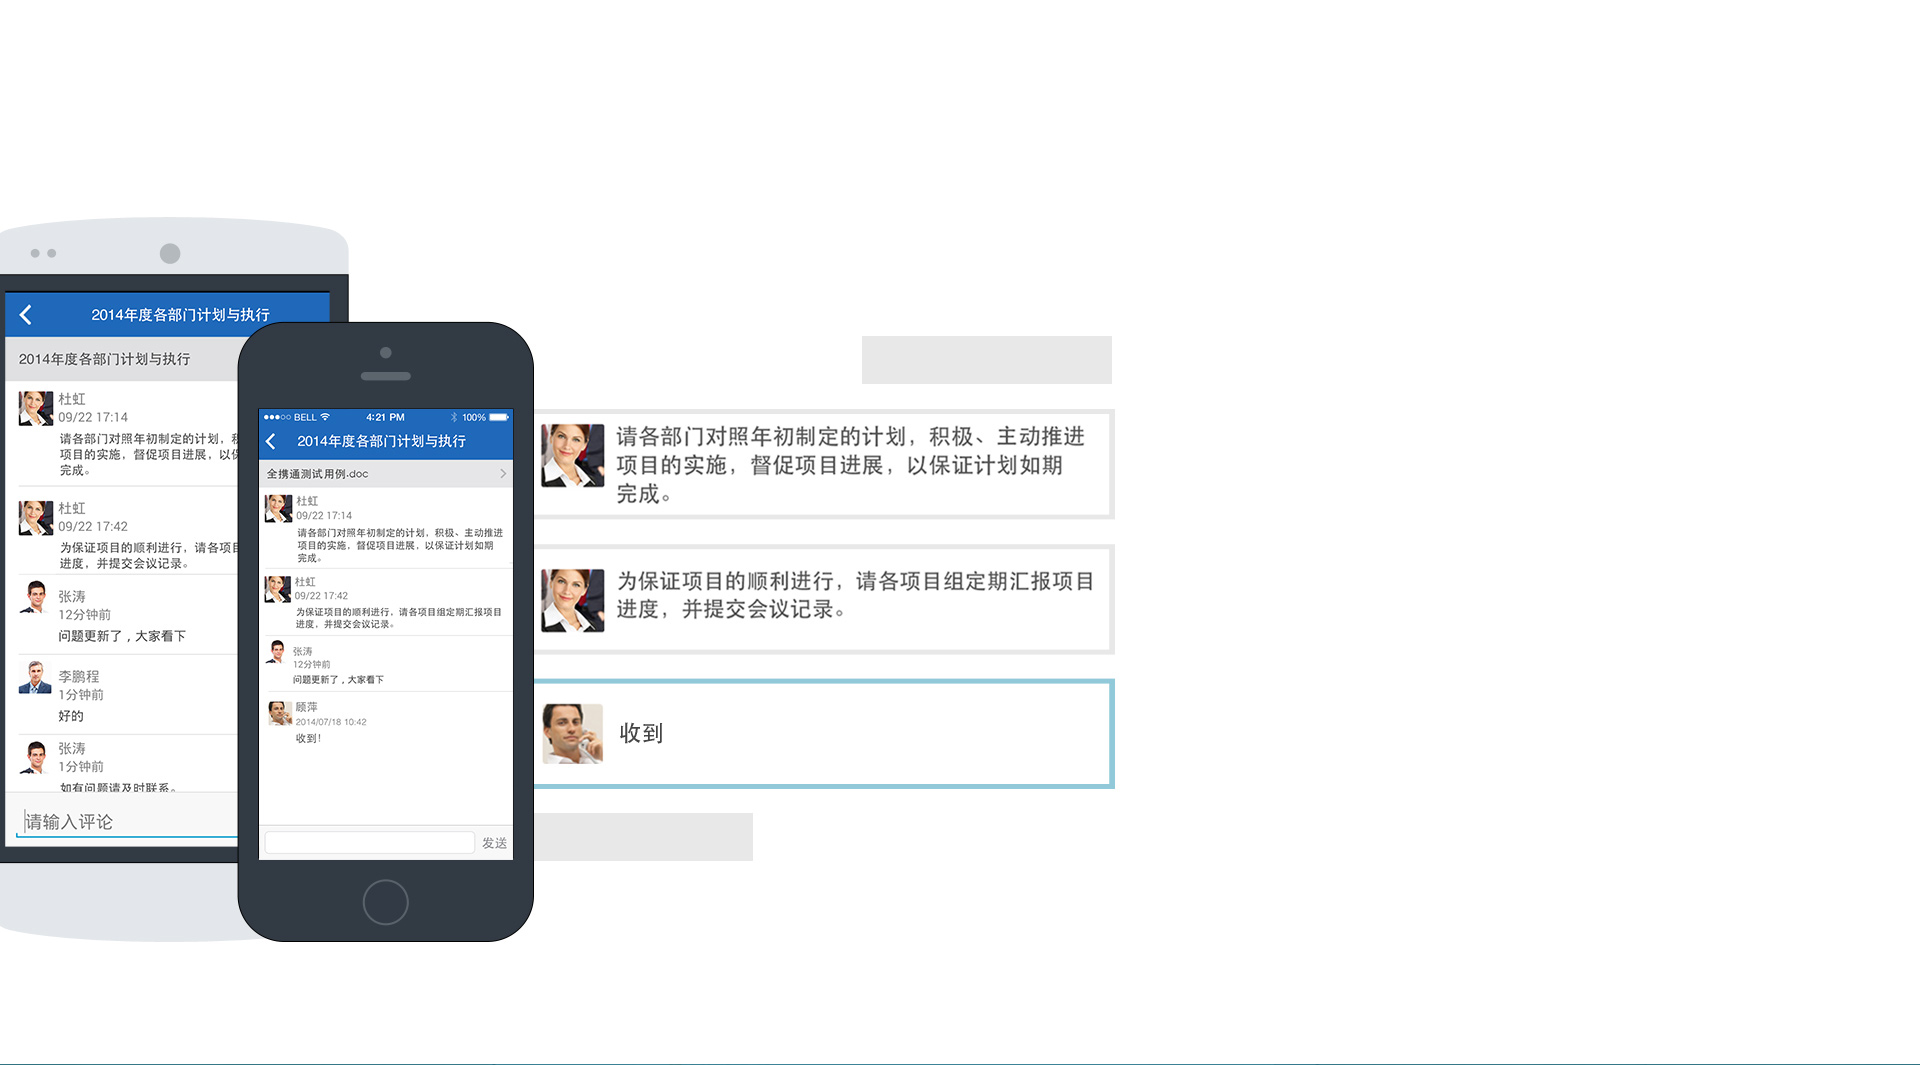 2014年度各部门计划与执行
2014年度各部门计划与执行
杜虹
09/22 17:14
请各部门对照年初制定的计划，
项目的实施，督促项目进展，以
完成。
杜虹
09/22 17:42
为保证项目的顺利进行，请各项
进度，并提交会议记录。
张涛
12分钟前
问题更新了，大家看下
李鹏程
1分钟前
好的
张涛
1分钟前
如有问题请及时联系。
请输入评论
BELL 4:21 PM 100%
2014年度各部门计划与执行
全携通测试用例.doc
杜虹
09/22 17:14
请各部门对照年初制定的计划，积极、主动推进
项目的实施，督促项目进展，以保证计划如期
完成。
杜虹
09/22 17:42
为保证项目的顺利进行，请各项目组定期汇报项目
进度，并提交会议记录。
张涛
12分钟前
问题更新了，大家看下
顾萍
2014/07/18 10:42
收到！
发送
请各部门对照年初制定的计划，积极、主动推进
项目的实施，督促项目进展，以保证计划如期
完成。
为保证项目的顺利进行，请各项目组定期汇报项目
进度，并提交会议记录。
收到